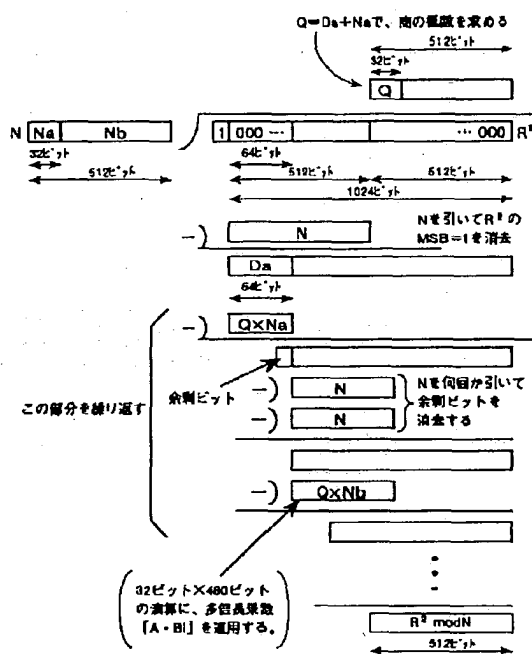 Q=Da÷Naで、商の概数を求める
512ビット
32ビット
Q
N Na Nb 1 000 … … 000 R²
32ビット 64ビット
512ビット 512ビット 512ビット
1024ビット
Nを引いてR²の
MSB=1を消去
-) N
Da
64ビット
-) Q×Na
余剰ビット
この部分を繰り返す
-) N
-) N
Nを何回か引いて
余剰ビットを
消去する
-) Q×Nb
32ビット×480ビット
の演算に、多倍長乗数
「A・Bi」を運用する。
R² modN
512ビット